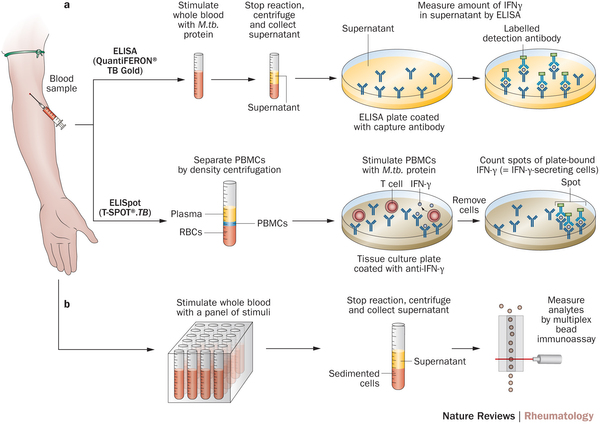 a
Stimulate
whole blood
with M.tb.
protein
Stop reaction,
centrifuge
and collect
supernatant
Measure amount of IFNγ
in supernatant by ELISA
ELISA
(QuantiFERON®
TB Gold)
Blood
sample
Supernatant
Supernatant
Labelled
detection antibody
ELISA plate coated
with capture antibody
Separate PBMCs
by density centrifugation
Stimulate PBMCs
with M.tb. protein
Count spots of plate-bound
IFN-γ (= IFN-γ-secreting cells)
ELISpot
(T-SPOT®.TB)
Plasma
RBCs
PBMCs
T cell
IFN-γ
Remove
cells
Spot
Tissue culture plate
coated with anti-IFN-γ
b
Stimulate whole blood
with a panel of stimuli
Stop reaction, centrifuge
and collect supernatant
Measure
analytes
by multiplex
bead
immunoassay
Supernatant
Sedimented
cells
Nature Reviews | Rheumatology